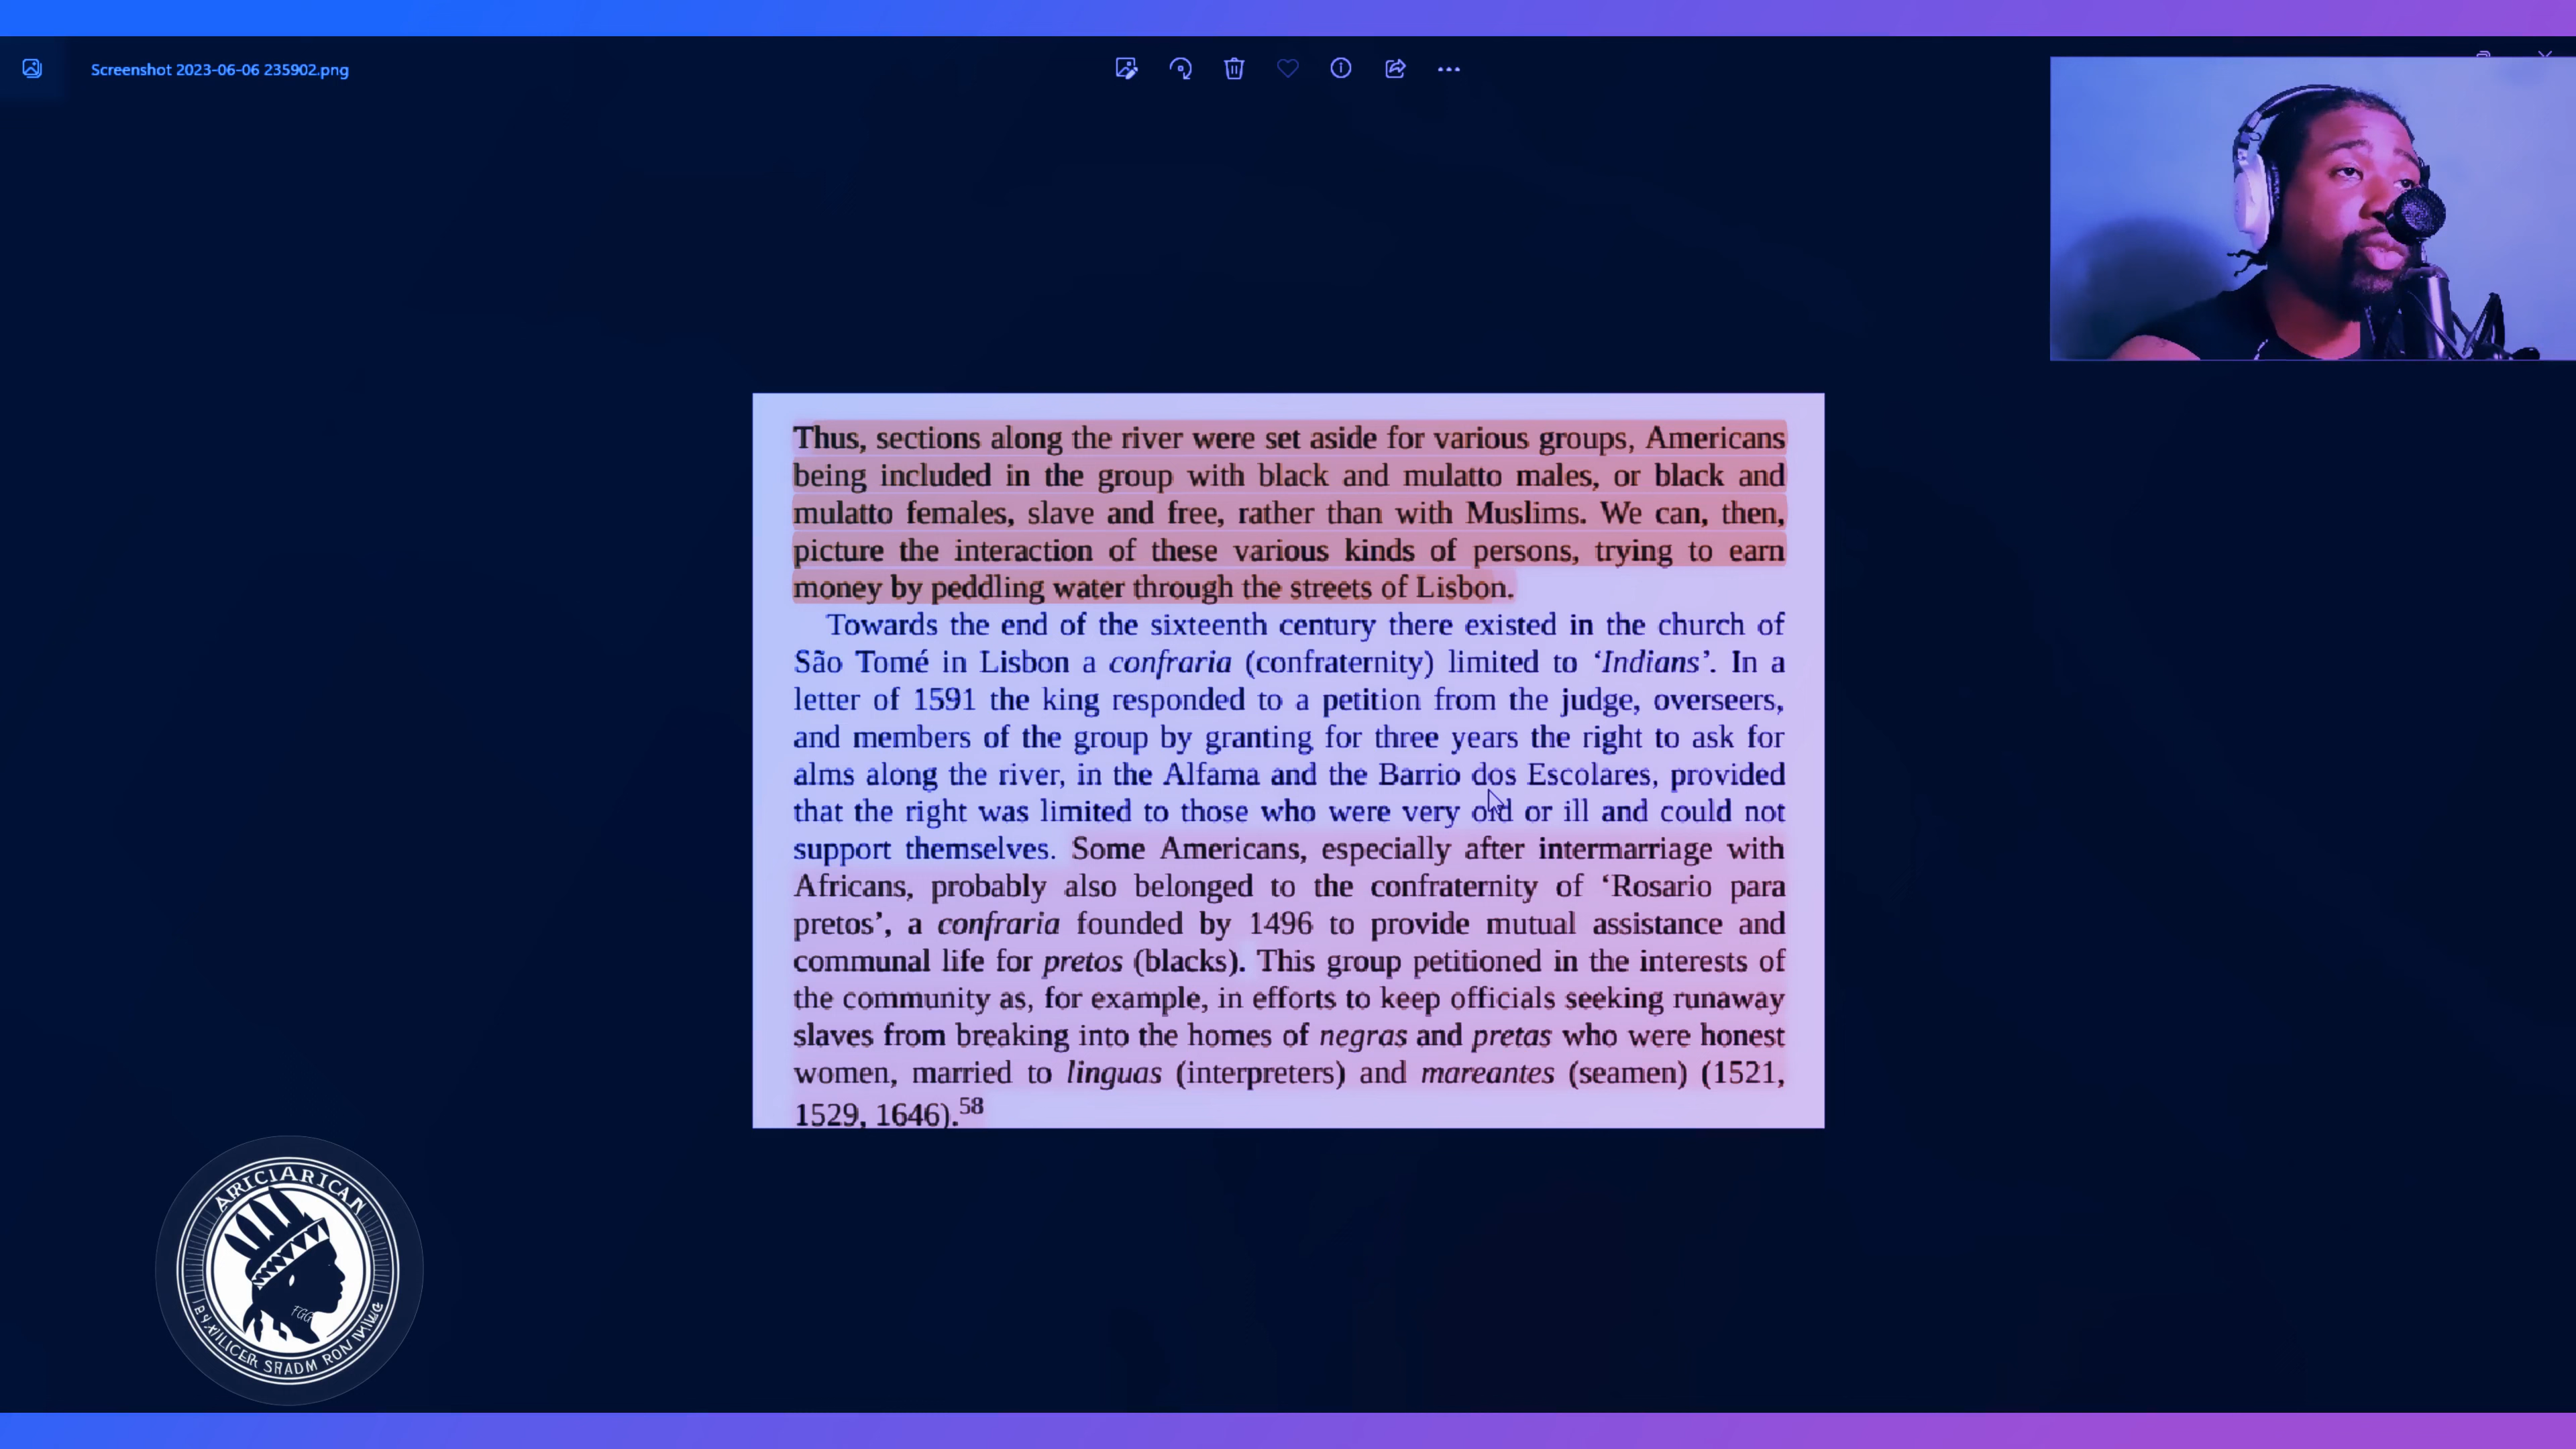 Screenshot 2023-06-06 235902.png
Thus, sections along the river were set aside for various groups, Americans
being included in the group with black and mulatto males, or black and
mulatto females, slave and free, rather than with Muslims. We can, then,
picture the interaction of these various kinds of persons, trying to earn
money by peddling water through the streets of Lisbon.
Towards the end of the sixteenth century there existed in the church of
São Tomé in Lisbon a confraria (confraternity) limited to ‘Indians’. In a
letter of 1591 the king responded to a petition from the judge, overseers,
and members of the group by granting for three years the right to ask for
alms along the river, in the Alfama and the Barrio dos Escolares, provided
that the right was limited to those who were very old or ill and could not
support themselves. Some Americans, especially after intermarriage with
Africans, probably also belonged to the confraternity of ‘Rosario para
pretos’, a confraria founded by 1496 to provide mutual assistance and
communal life for pretos (blacks). This group petitioned in the interests of
the community as, for example, in efforts to keep officials seeking runaway
slaves from breaking into the homes of negras and pretas who were honest
women, married to linguas (interpreters) and mareantes (seamen) (1521,
1529, 1646).58
ARICIARICAN
FGG
SRADM RON